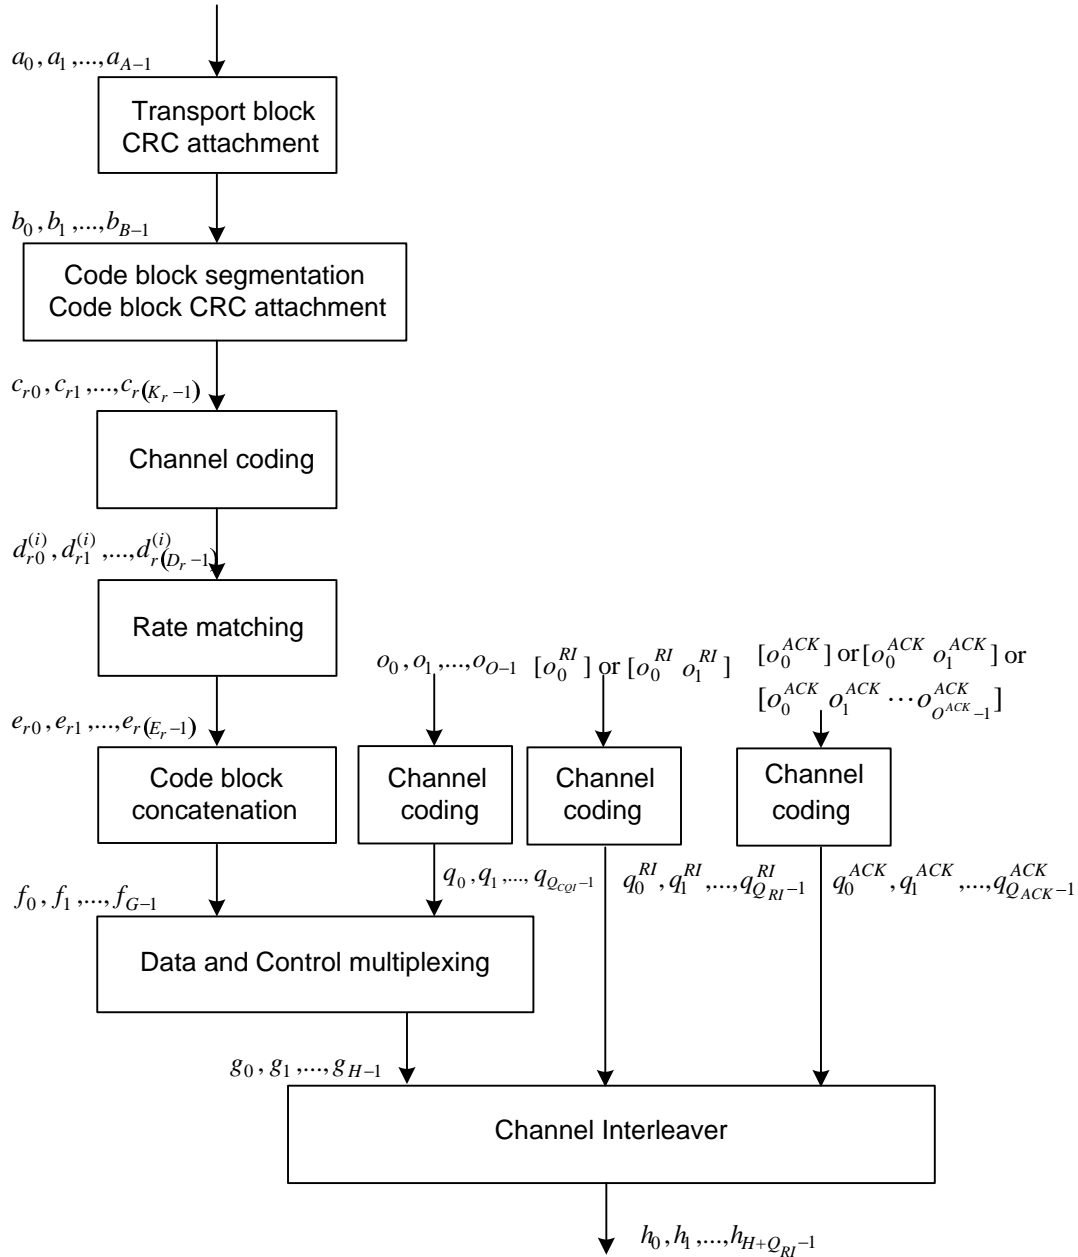 a_0, a_1,..., a_{A-1}
Transport block
CRC attachment
b_0, b_1,..., b_{B-1}
Code block segmentation
Code block CRC attachment
c_{r0}, c_{r1},..., c_{r(K_r-1)}
Channel coding
d_{r0}^{(i)}, d_{r1}^{(i)},..., d_{r(D_r-1)}^{(i)}
Rate matching
e_{r0}, e_{r1},..., e_{r(E_r-1)}
Code block
concatenation
f_0, f_1,..., f_{G-1}
o_0, o_1,..., o_{O-1}
Channel
coding
q_0, q_1,..., q_{Q_{CQI}-1}
[o_0^{RI}] or [o_0^{RI} o_1^{RI}]
Channel
coding
q_0^{RI}, q_1^{RI},..., q_{Q_{RI}-1}^{RI}
[o_0^{ACK}] or [o_0^{ACK} o_1^{ACK}] or
[o_0^{ACK} o_1^{ACK} ⋯ o_{O^{ACK}-1}^{ACK}]
Channel
coding
q_0^{ACK}, q_1^{ACK},..., q_{Q_{ACK}-1}^{ACK}
Data and Control multiplexing
g_0, g_1,..., g_{H-1}
Channel Interleaver
h_0, h_1,..., h_{H+Q_{RI}-1}